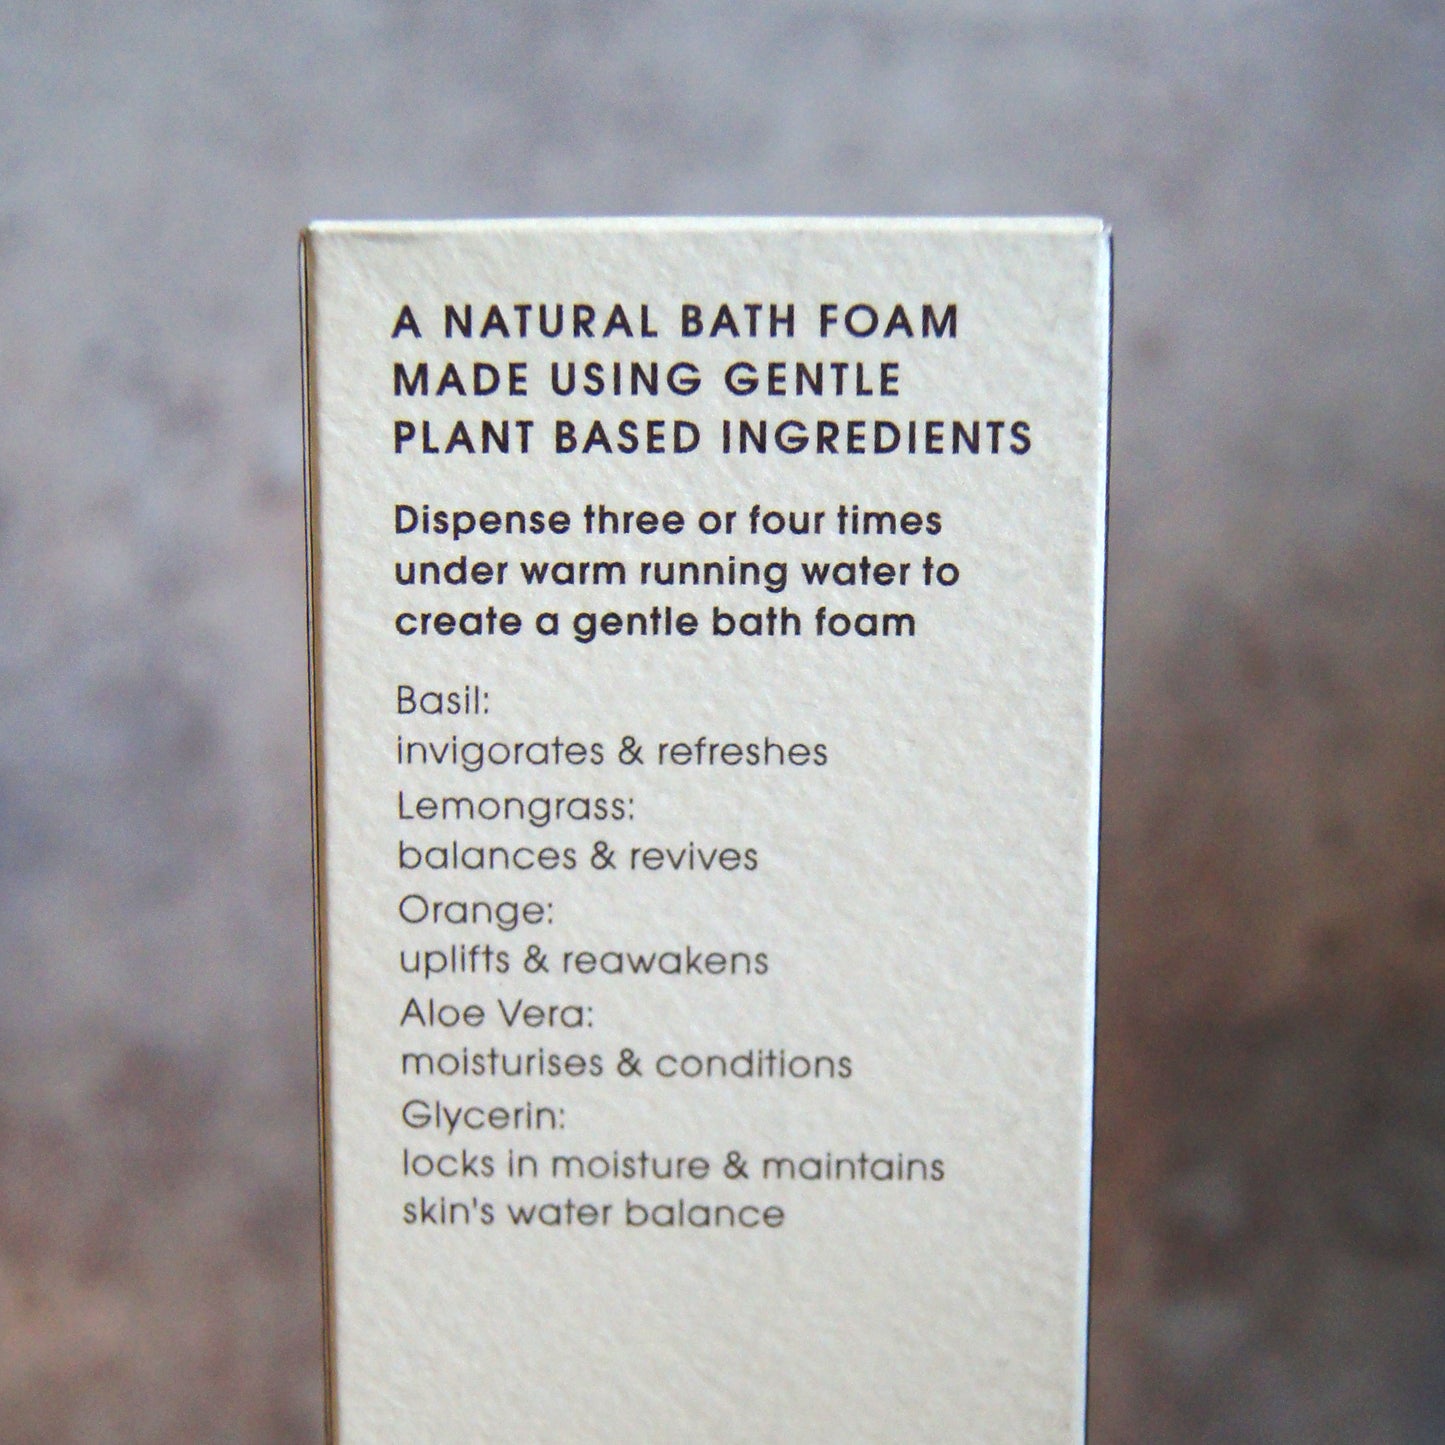 A NATURAL BATH FOAM
MADE USING GENTLE
PLANT BASED INGREDIENTS
Dispense three or four times
under warm running water to
create a gentle bath foam
Basil:
invigorates & refreshes
Lemongrass:
balances & revives
Orange:
uplifts & reawakens
Aloe Vera:
moisturises & conditions
Glycerin:
locks in moisture & maintains
skin's water balance